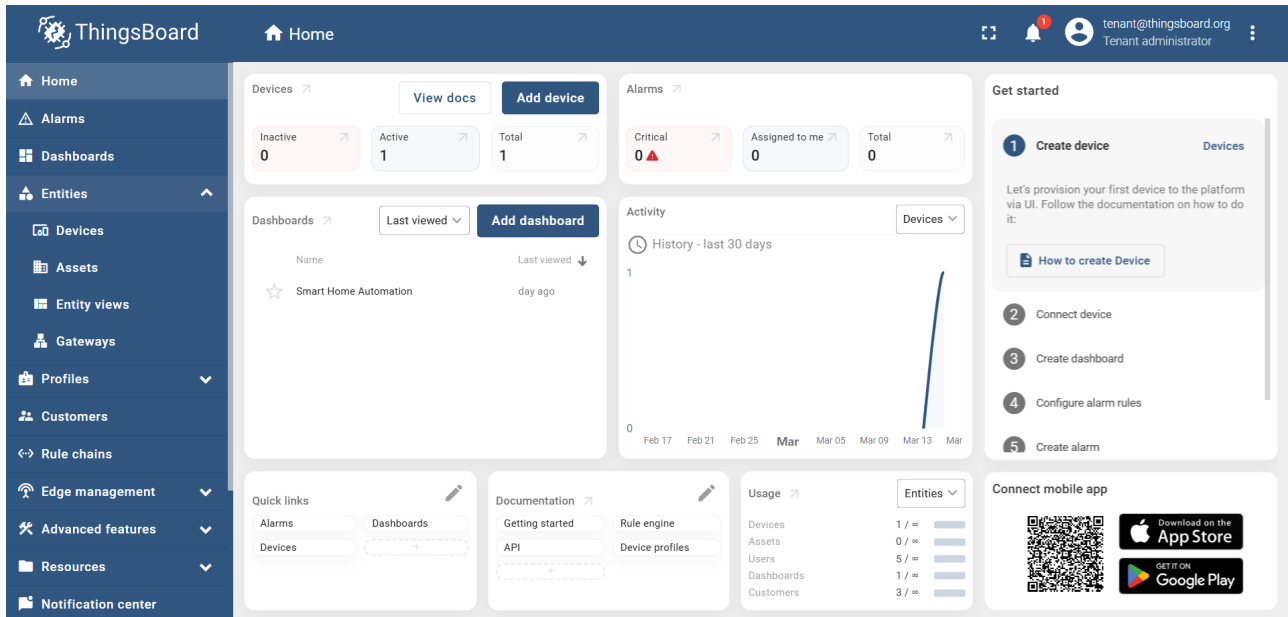 ThingsBoard
Home
1
tenant@thingsboard.org
Tenant administrator
Home
Alarms
Dashboards
Entities
Devices
Assets
Entity views
Gateways
Profiles
Customers
Rule chains
Edge management
Advanced features
Resources
Notification center
Devices
View docs
Add device
Inactive
0
Active
1
Total
1
Alarms
Critical
0
Assigned to me
0
Total
0
Dashboards
Last viewed
Add dashboard
Name
Last viewed
Smart Home Automation
day ago
Activity
Devices
History - last 30 days
1
0
Feb 17 Feb 21 Feb 25 Mar Mar 05 Mar 09 Mar 13 Mar
Get started
1 Create device
Devices
Let's provision your first device to the platform
via UI. Follow the documentation on how to do
it:
How to create Device
2 Connect device
3 Create dashboard
4 Configure alarm rules
5 Create alarm
Quick links
Alarms
Dashboards
Devices
+
Documentation
Getting started
Rule engine
API
Device profiles
+
Usage
Entities
Devices 1 / ∞
Assets 0 / ∞
Users 5 / ∞
Dashboards 1 / ∞
Customers 3 / ∞
Connect mobile app
Download on the
App Store
GET IT ON
Google Play